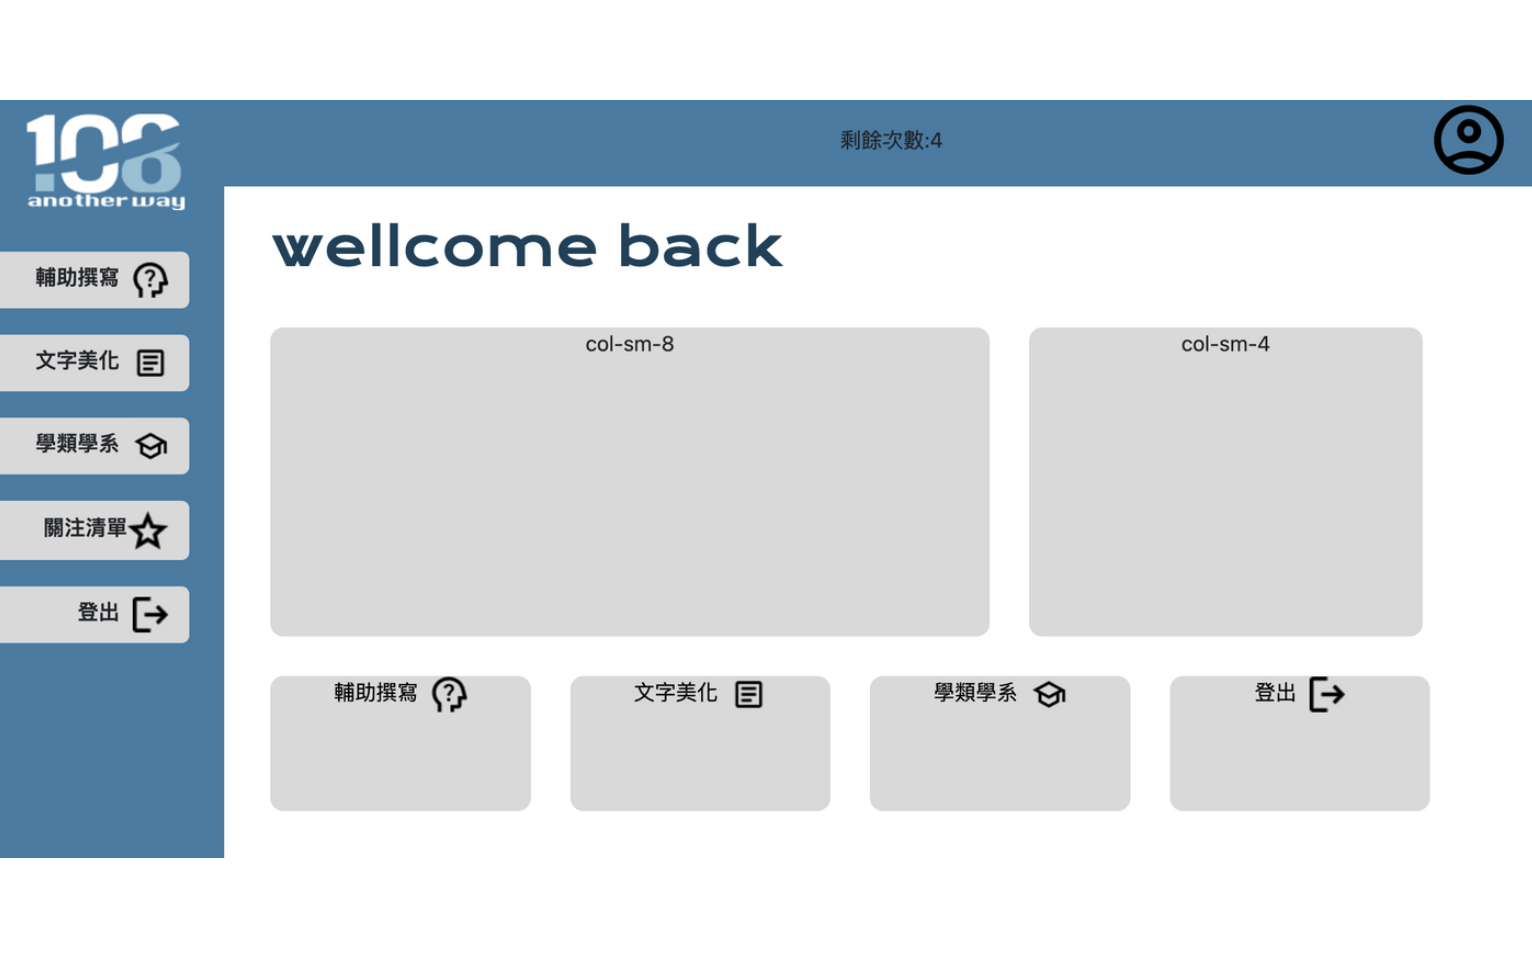 108
another way
剩餘次數:4
wellcome back
輔助撰寫
文字美化
學類學系
關注清單
登出
col-sm-8
col-sm-4
輔助撰寫
文字美化
學類學系
登出